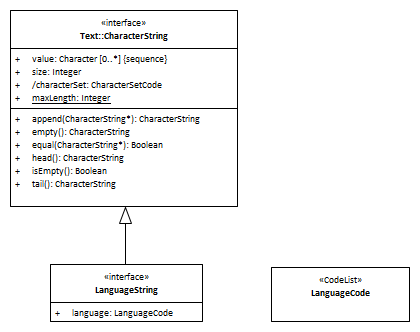 «interface»
Text::CharacterString
+ value: Character [0..*] {sequence}
+ size: Integer
+ /characterSet: CharacterSetCode
+ maxLength: Integer
+ append(CharacterString*): CharacterString
+ empty(): CharacterString
+ equal(CharacterString*): Boolean
+ head(): CharacterString
+ isEmpty(): Boolean
+ tail(): CharacterString
«interface»
LanguageString
+ language: LanguageCode
«CodeList»
LanguageCode